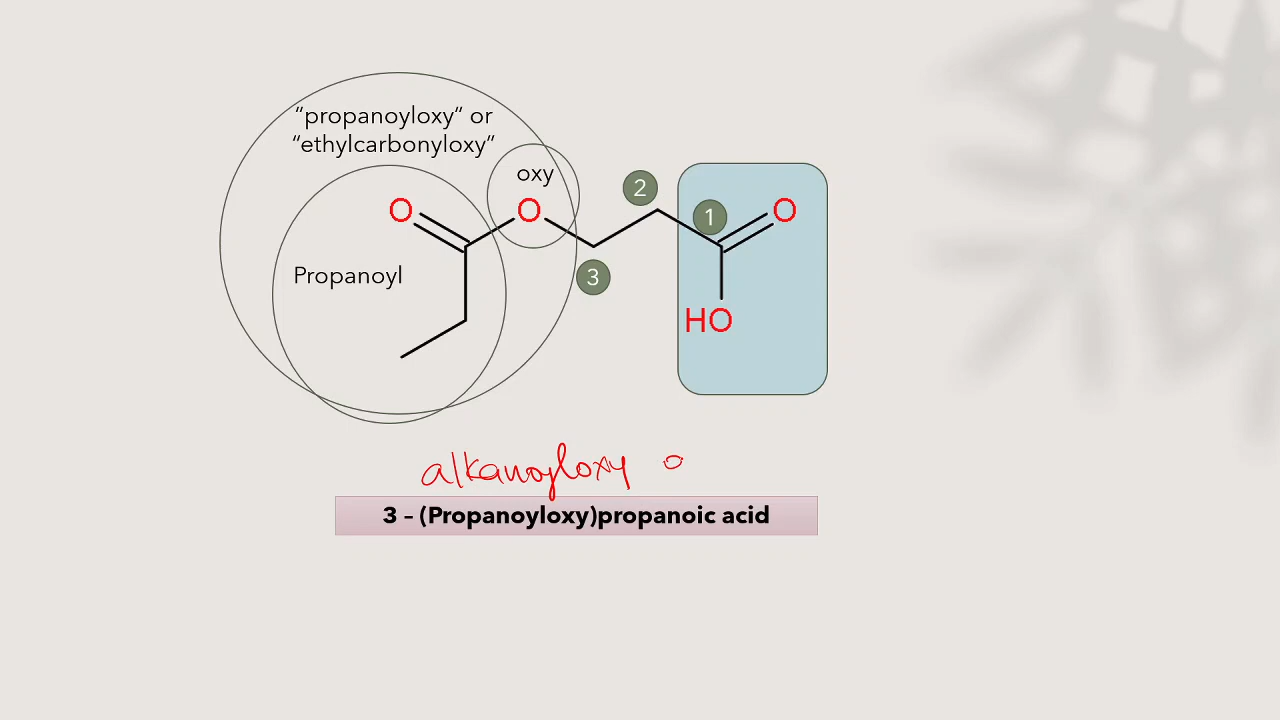 “propanoyloxy” or
“ethylcarbonyloxy”
oxy
O
O
2
1
O
Propanoyl
3
HO
alkanoyloxy o
3 – (Propanoyloxy)propanoic acid